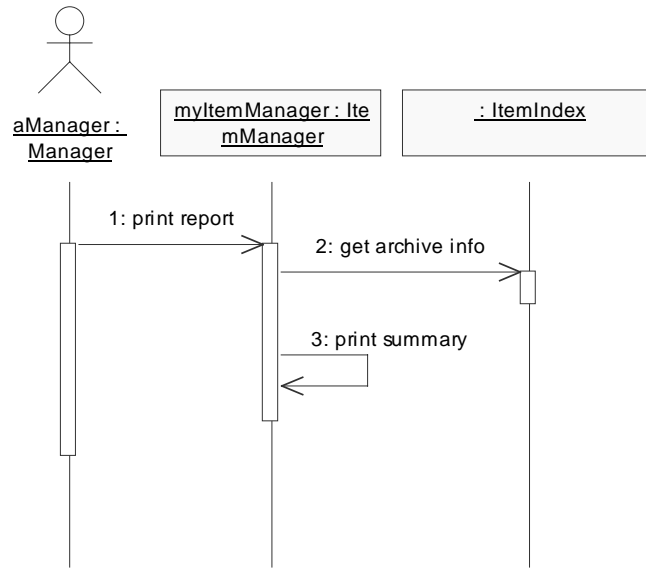 aManager :
Manager
myItemManager : Ite
mManager
: ItemIndex
1: print report
2: get archive info
3: print summary